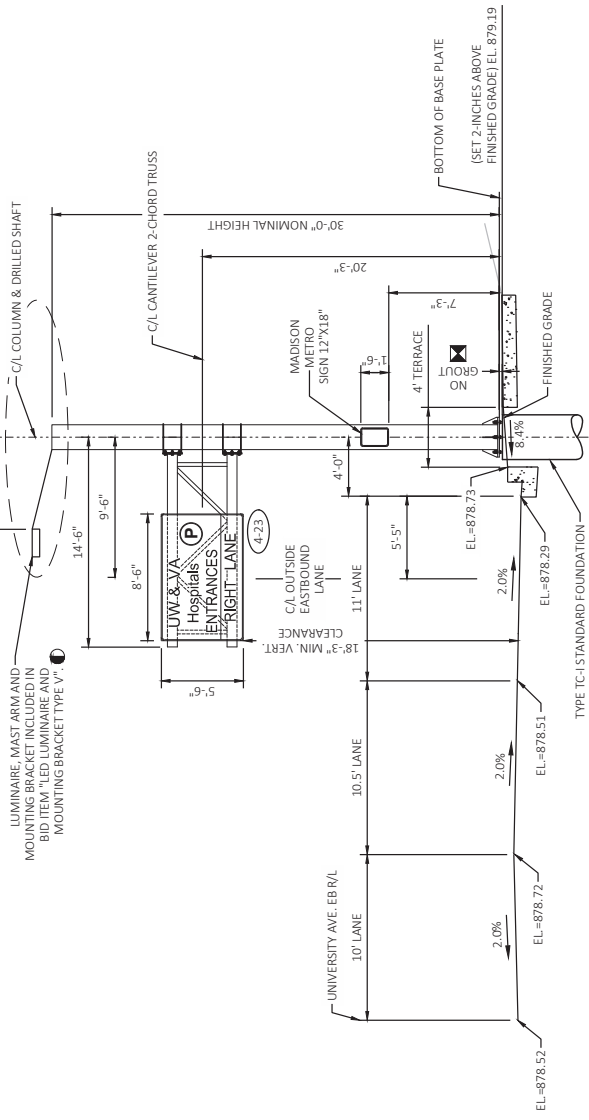 LUMINAIRE, MAST ARM AND
MOUNTING BRACKET INCLUDED IN
BID ITEM "LED LUMINAIRE AND
MOUNTING BRACKET TYPE V".
C/L COLUMN & DRILLED SHAFT
14'-6"
9'-6"
8'-6"
5'-6"
UW & VA
Hospitals
P
ENTRANCES
RIGHT LANE
4-23
C/L CANTILEVER 2-CHORD TRUSS
30'-0" NOMINAL HEIGHT
20'-3"
7'-3"
MADISON
METRO
SIGN 12"X18"
1'-6"
4'-0"
4' TERRACE
NO
GROUT
BOTTOM OF BASE PLATE
(SET 2-INCHES ABOVE
FINISHED GRADE) EL. 879.19
FINISHED GRADE
8.4%
C/L OUTSIDE
EASTBOUND
LANE
5'-5"
18'-3" MIN. VERT.
CLEARANCE
UNIVERSITY AVE. EB R/L
10' LANE
10.5' LANE
11' LANE
2.0%
2.0%
2.0%
EL.=878.52
EL.=878.72
EL.=878.51
EL.=878.29
EL.=878.73
TYPE TC-I STANDARD FOUNDATION